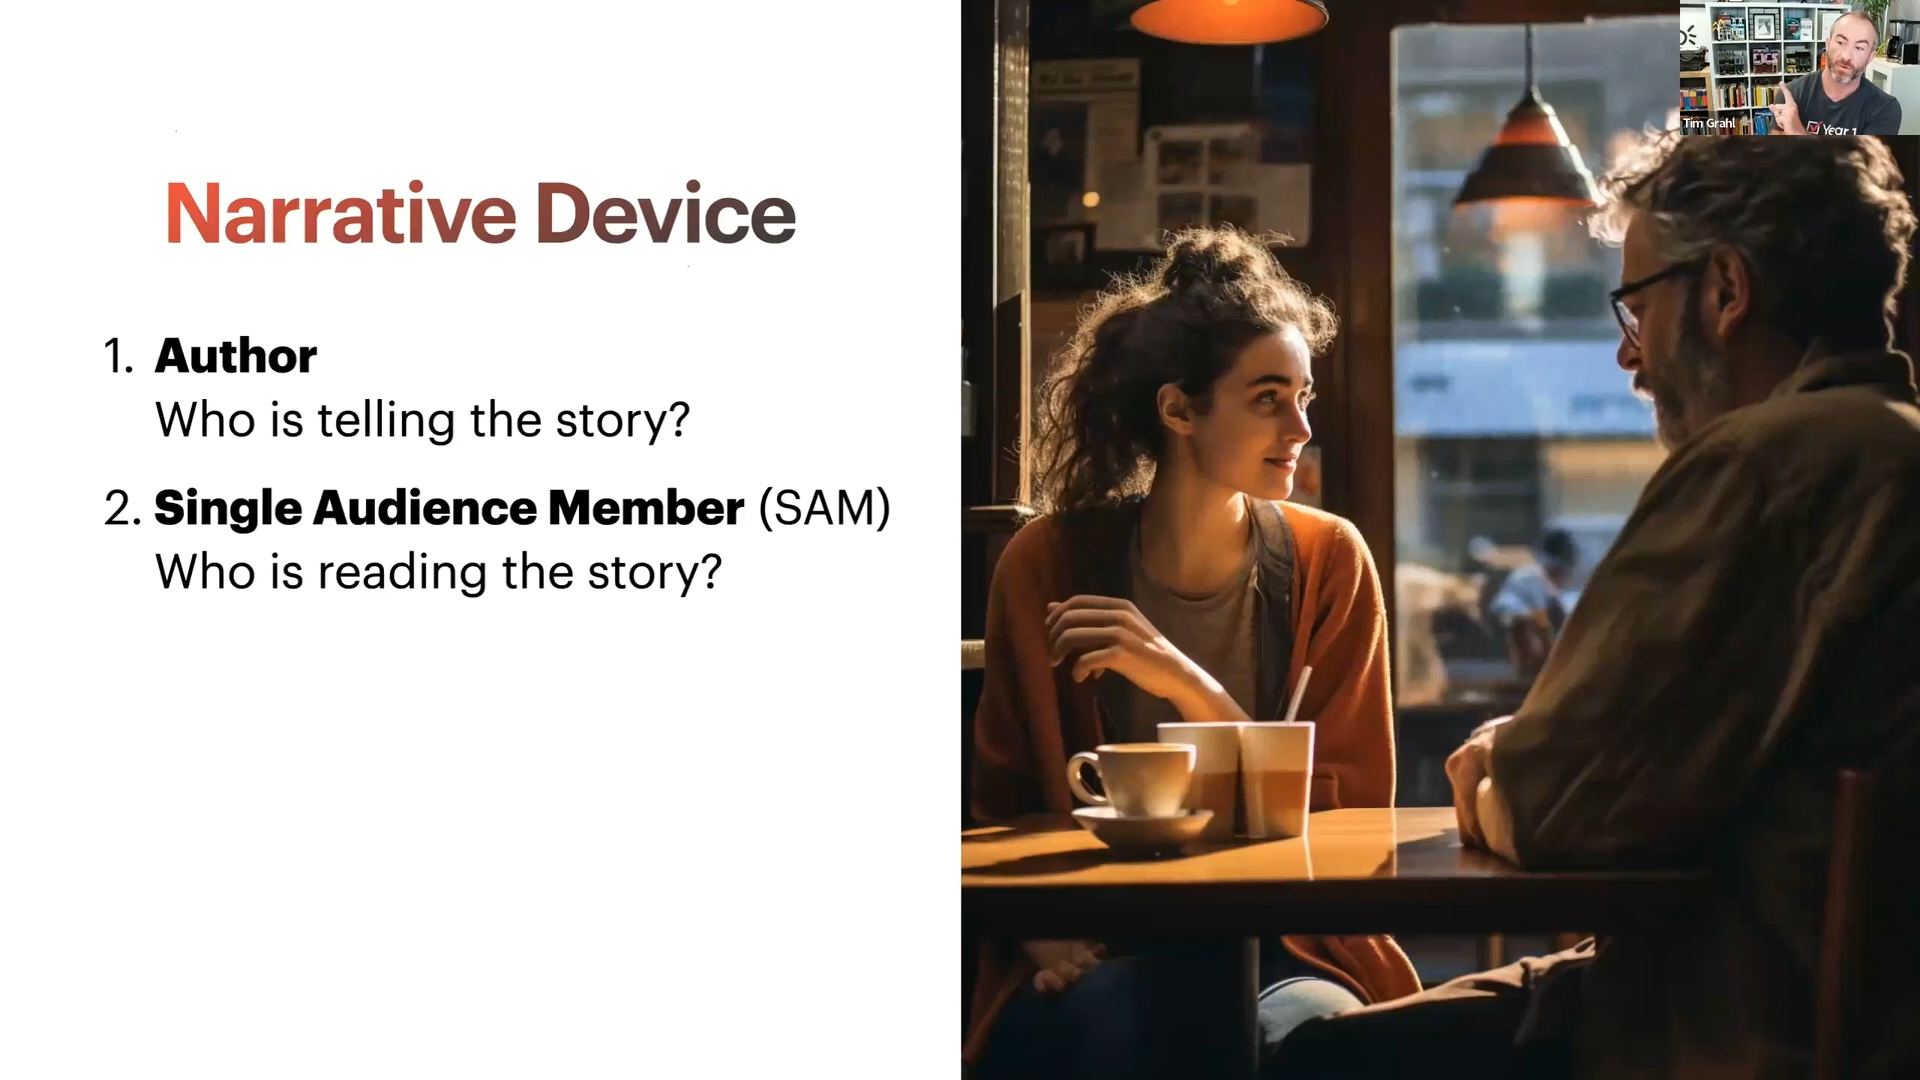 Narrative Device
1. Author
Who is telling the story?
2. Single Audience Member (SAM)
Who is reading the story?
Tim Grahl
Year 1